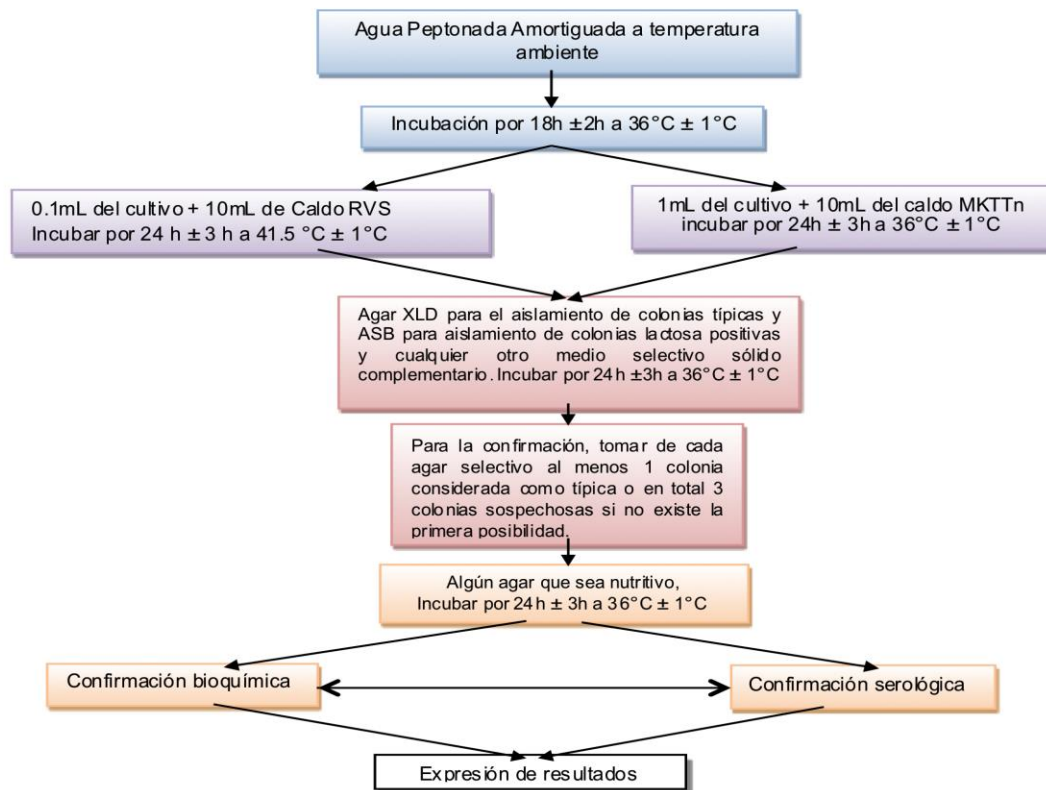 Agua Peptonada Amortiguada a temperatura
ambiente
Incubación por 18h ±2h a 36°C ± 1°C
0.1mL del cultivo + 10mL de Caldo RVS
Incubar por 24 h ± 3 h a 41.5 °C ± 1°C
1mL del cultivo + 10mL del caldo MKTTn
incubar por 24h ± 3h a 36°C ± 1°C
Agar XLD para el aislamiento de colonias típicas y
ASB para aislamiento de colonias lactosa positivas
y cualquier otro medio selectivo sólido
complementario. Incubar por 24h ±3h a 36°C ± 1°C
Para la confirmación, tomar de cada
agar selectivo al menos 1 colonia
considerada como típica o en total 3
colonias sospechosas si no existe la
primera posibilidad.
Algún agar que sea nutritivo,
Incubar por 24h ± 3h a 36°C ± 1°C
Confirmación bioquímica
Confirmación serológica
Expresión de resultados